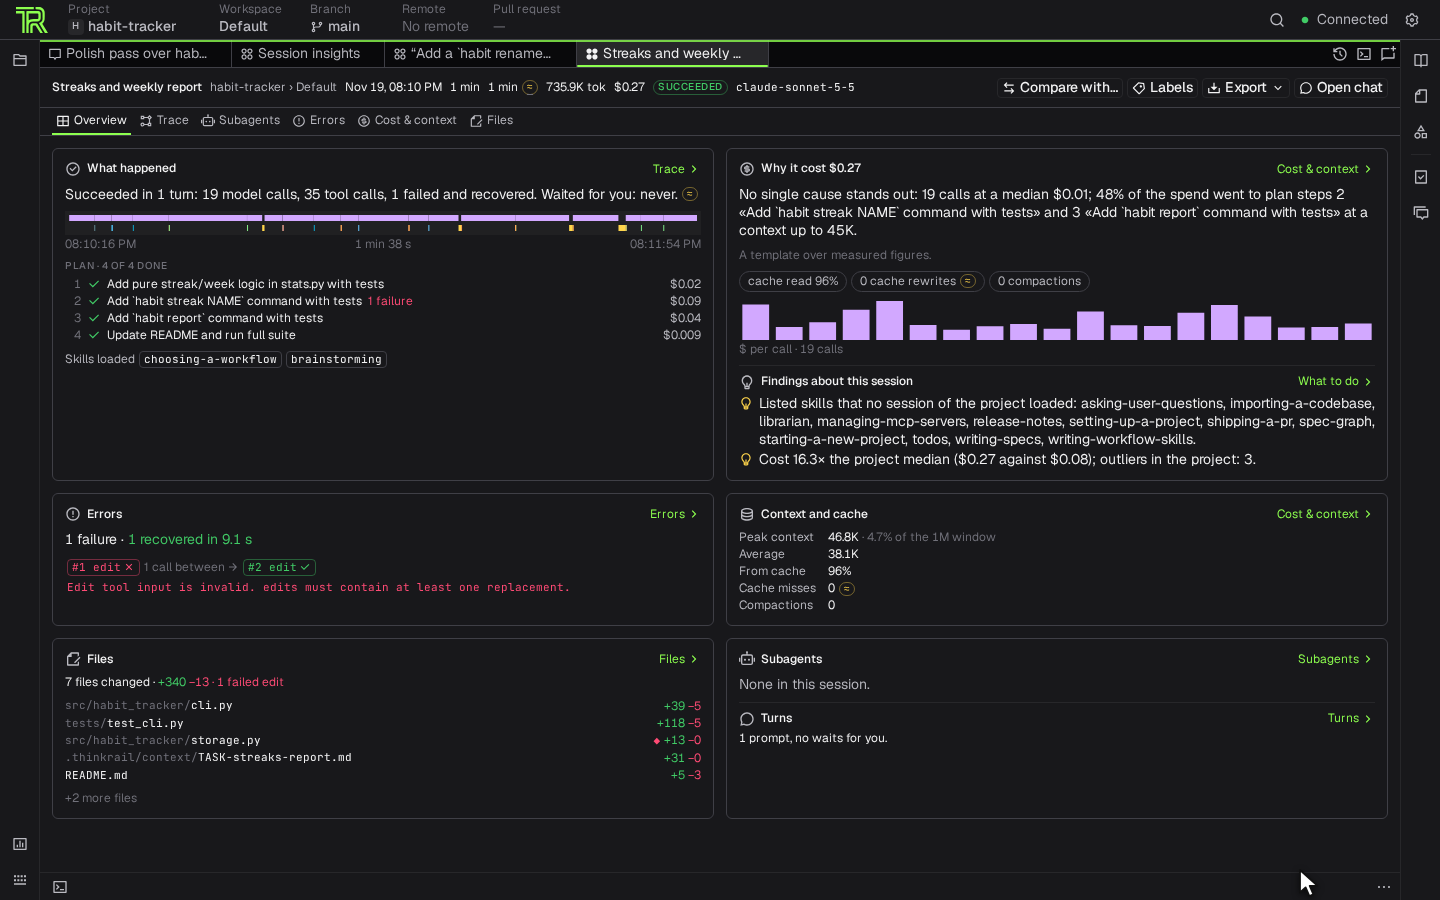 TR
Project
H habit-tracker
Workspace
Default
Branch
main
Remote
No remote
Pull request
—
Connected
Polish pass over hab...
Session insights
“Add a `habit rename...
Streaks and weekly ...
Streaks and weekly report habit-tracker › Default Nov 19, 08:10 PM 1 min 1 min ≈ 735.9K tok $0.27 SUCCEEDED claude-sonnet-5-5
Compare with... Labels Export Open chat
Overview Trace Subagents Errors Cost & context Files
What happened
Trace
Succeeded in 1 turn: 19 model calls, 35 tool calls, 1 failed and recovered. Waited for you: never. ≈
08:10:16 PM 1 min 38 s 08:11:54 PM
PLAN · 4 OF 4 DONE
1 Add pure streak/week logic in stats.py with tests $0.02
2 Add `habit streak NAME` command with tests 1 failure $0.09
3 Add `habit report` command with tests $0.04
4 Update README and run full suite $0.009
Skills loaded choosing-a-workflow brainstorming
Why it cost $0.27
Cost & context
No single cause stands out: 19 calls at a median $0.01; 48% of the spend went to plan steps 2
«Add `habit streak NAME` command with tests» and 3 «Add `habit report` command with tests» at a
context up to 45K.
A template over measured figures.
cache read 96% 0 cache rewrites ≈ 0 compactions
$ per call · 19 calls
Findings about this session
What to do
Listed skills that no session of the project loaded: asking-user-questions, importing-a-codebase,
librarian, managing-mcp-servers, release-notes, setting-up-a-project, shipping-a-pr, spec-graph,
starting-a-new-project, todos, writing-specs, writing-workflow-skills.
Cost 16.3× the project median ($0.27 against $0.08); outliers in the project: 3.
Errors
Errors
1 failure · 1 recovered in 9.1 s
#1 edit × 1 call between → #2 edit ✓
Edit tool input is invalid. edits must contain at least one replacement.
Context and cache
Cost & context
Peak context 46.8K · 4.7% of the 1M window
Average 38.1K
From cache 96%
Cache misses 0 ≈
Compactions 0
Files
Files
7 files changed · +340 −13 · 1 failed edit
src/habit_tracker/cli.py +39 −5
tests/test_cli.py +118 −5
src/habit_tracker/storage.py ◆ +13 −0
.thinkrail/context/TASK-streaks-report.md +31 −0
README.md +5 −3
+2 more files
Subagents
Subagents
None in this session.
Turns
Turns
1 prompt, no waits for you.